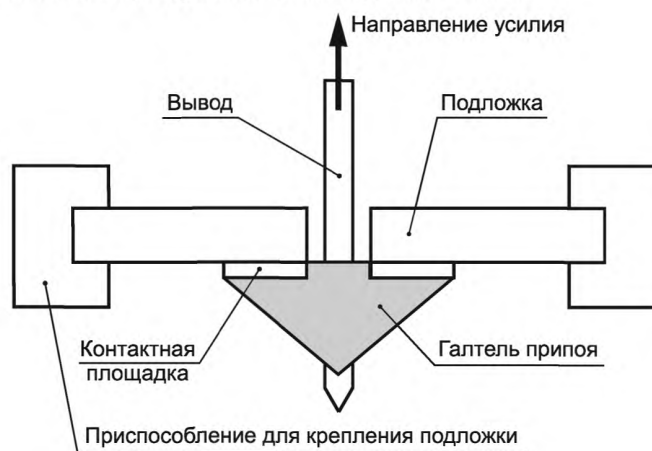 Направление усилия
Вывод
Подложка
Контактная
площадка
Галтель припоя
Приспособление для крепления подложки